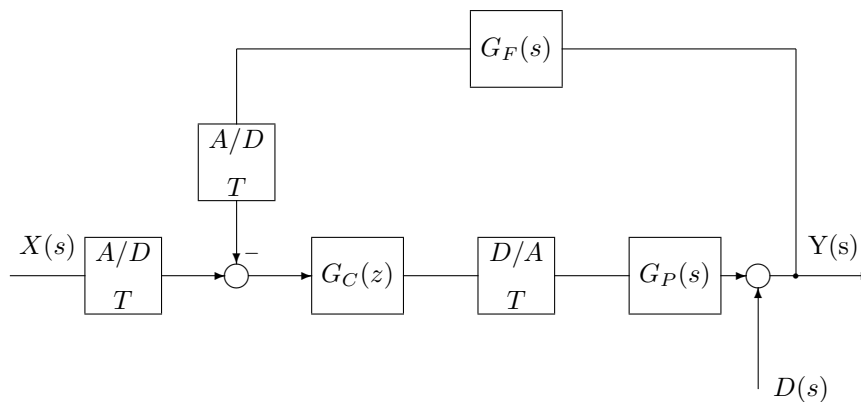 G_F(s)
A/D
T
X(s)
A/D
T
−
G_C(z)
D/A
T
G_P(s)
Y(s)
D(s)